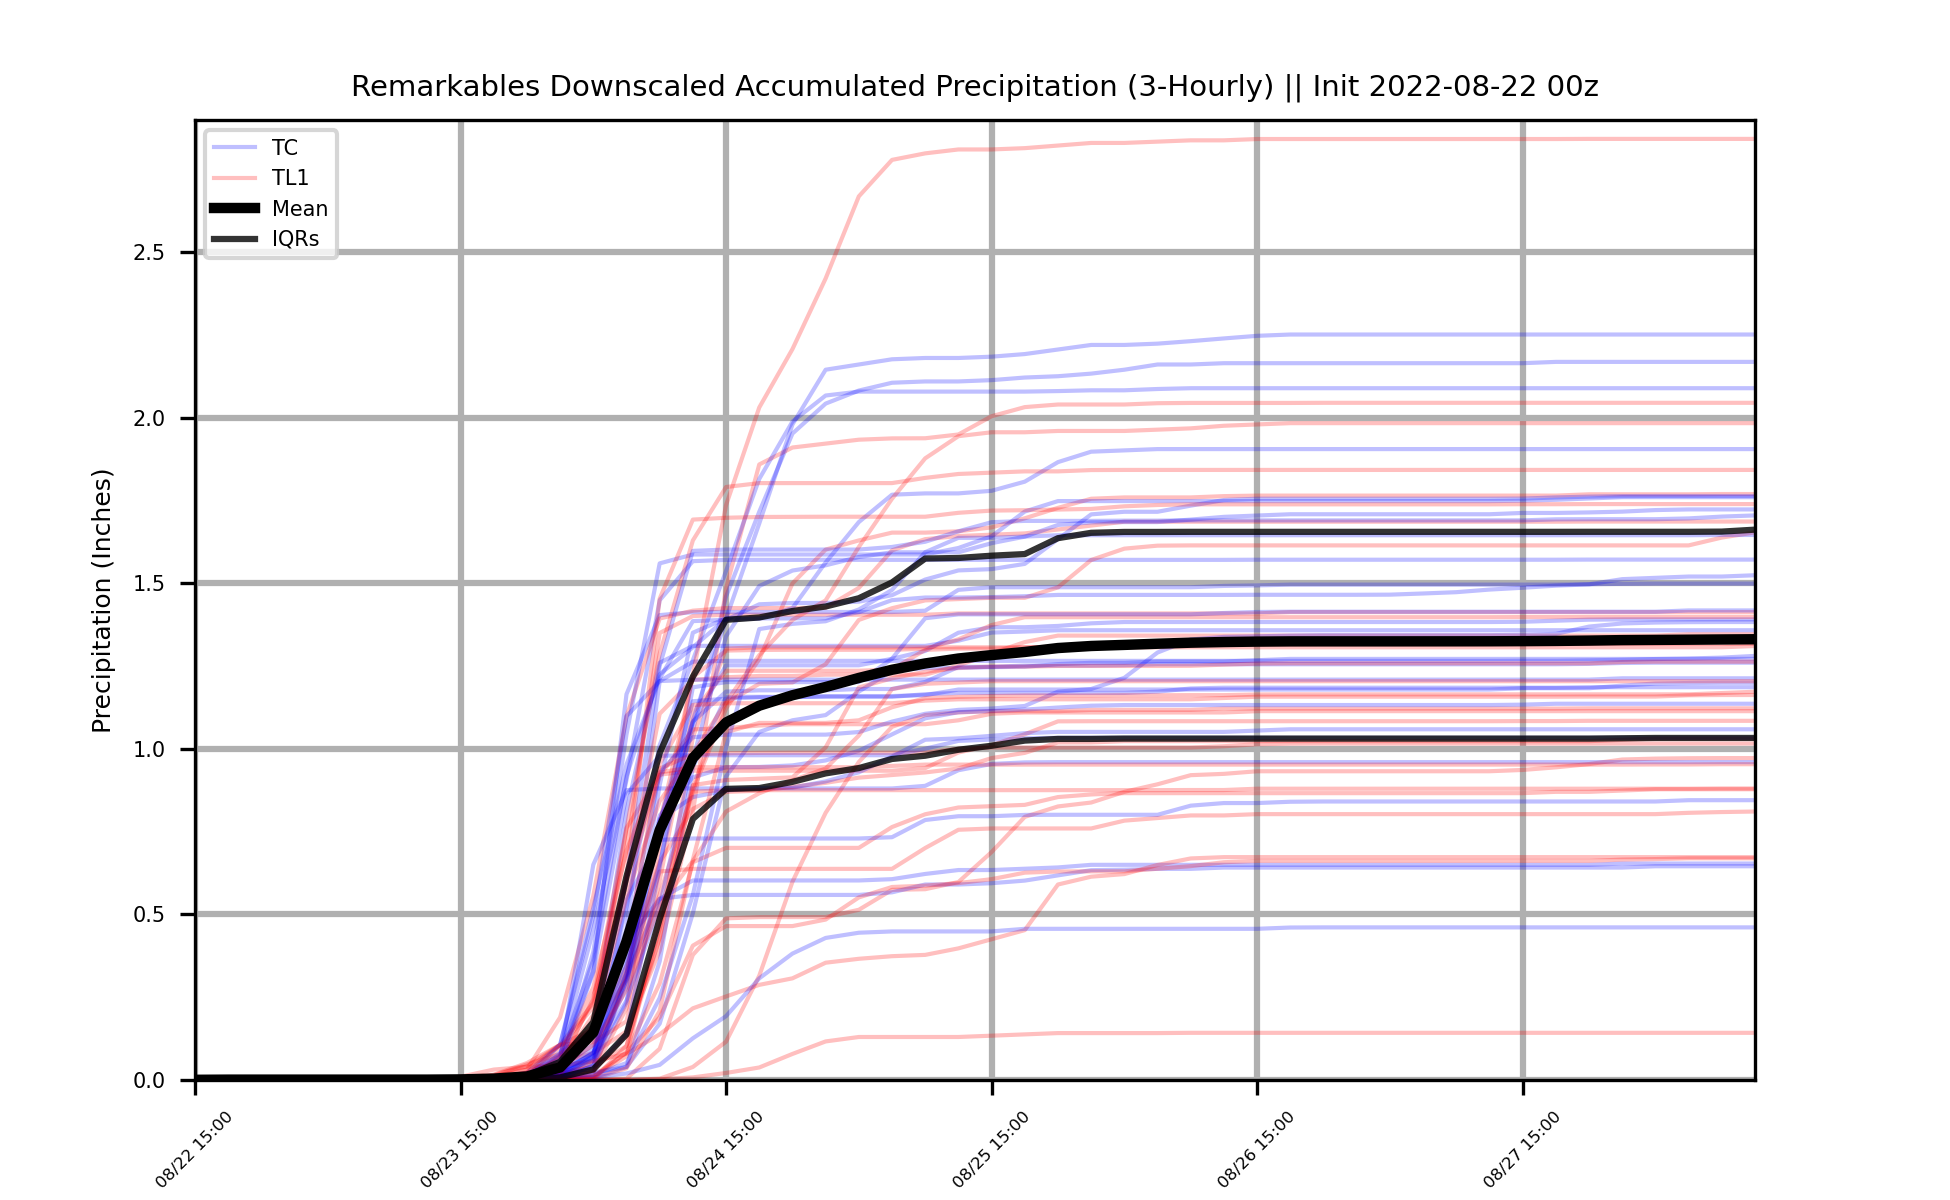 Remarkables Downscaled Accumulated Precipitation (3-Hourly) || Init 2022-08-22 00z
TC
TL1
Mean
IQRs
Precipitation (Inches)
2.5
2.0
1.5
1.0
0.5
0.0
08/22 15:00
08/23 15:00
08/24 15:00
08/25 15:00
08/26 15:00
08/27 15:00